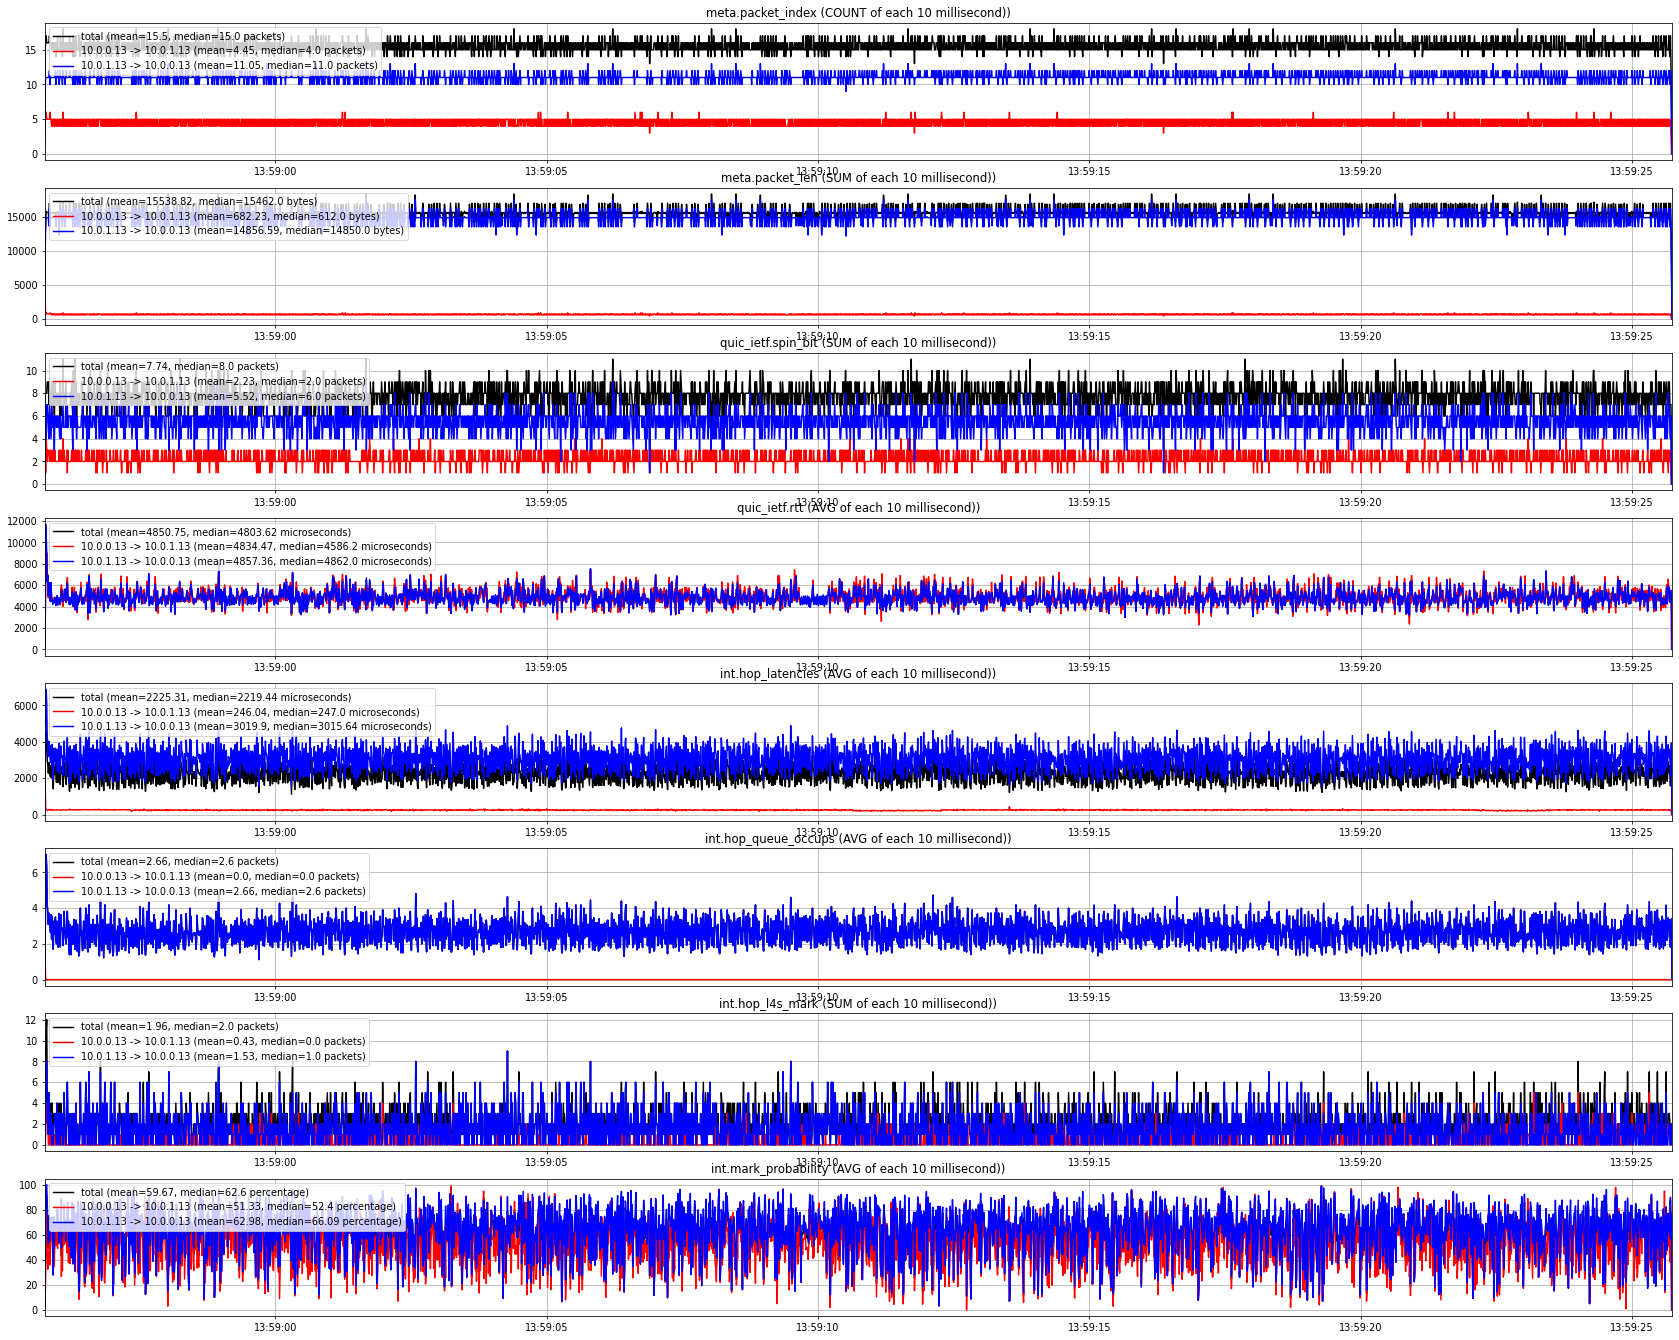 meta.packet_index (COUNT of each 10 millisecond))
total (mean=15.5, median=15.0 packets)
10.0.0.13 -> 10.0.1.13 (mean=4.45, median=4.0 packets)
10.0.1.13 -> 10.0.0.13 (mean=11.05, median=11.0 packets)
15
10
5
0
13:59:00 13:59:05 13:59:10 13:59:15 13:59:20 13:59:25
meta.packet_len (SUM of each 10 millisecond))
total (mean=15538.82, median=15462.0 bytes)
10.0.0.13 -> 10.0.1.13 (mean=682.23, median=612.0 bytes)
10.0.1.13 -> 10.0.0.13 (mean=14856.59, median=14850.0 bytes)
15000
10000
5000
0
13:59:00 13:59:05 13:59:10 13:59:15 13:59:20 13:59:25
quic_ietf.spin_bit (SUM of each 10 millisecond))
total (mean=7.74, median=8.0 packets)
10.0.0.13 -> 10.0.1.13 (mean=2.23, median=2.0 packets)
10.0.1.13 -> 10.0.0.13 (mean=5.52, median=6.0 packets)
10
8
6
4
2
0
13:59:00 13:59:05 13:59:10 13:59:15 13:59:20 13:59:25
quic_ietf.rtt (AVG of each 10 millisecond))
12000
total (mean=4850.75, median=4803.62 microseconds)
10.0.0.13 -> 10.0.1.13 (mean=4834.47, median=4586.2 microseconds)
10.0.1.13 -> 10.0.0.13 (mean=4857.36, median=4862.0 microseconds)
10000
8000
6000
4000
2000
0
13:59:00 13:59:05 13:59:10 13:59:15 13:59:20 13:59:25
int.hop_latencies (AVG of each 10 millisecond))
total (mean=2225.31, median=2219.44 microseconds)
10.0.0.13 -> 10.0.1.13 (mean=246.04, median=247.0 microseconds)
10.0.1.13 -> 10.0.0.13 (mean=3019.9, median=3015.64 microseconds)
6000
4000
2000
0
13:59:00 13:59:05 13:59:10 13:59:15 13:59:20 13:59:25
int.hop_queue_occups (AVG of each 10 millisecond))
total (mean=2.66, median=2.6 packets)
10.0.0.13 -> 10.0.1.13 (mean=0.0, median=0.0 packets)
10.0.1.13 -> 10.0.0.13 (mean=2.66, median=2.6 packets)
6
4
2
0
13:59:00 13:59:05 13:59:10 13:59:15 13:59:20 13:59:25
int.hop_l4s_mark (SUM of each 10 millisecond))
total (mean=1.96, median=2.0 packets)
10.0.0.13 -> 10.0.1.13 (mean=0.43, median=0.0 packets)
10.0.1.13 -> 10.0.0.13 (mean=1.53, median=1.0 packets)
12
10
8
6
4
2
0
13:59:00 13:59:05 13:59:10 13:59:15 13:59:20 13:59:25
int.mark_probability (AVG of each 10 millisecond))
total (mean=59.67, median=62.6 percentage)
10.0.0.13 -> 10.0.1.13 (mean=51.33, median=52.4 percentage)
10.0.1.13 -> 10.0.0.13 (mean=62.98, median=66.09 percentage)
100
80
60
40
20
0
13:59:00 13:59:05 13:59:10 13:59:15 13:59:20 13:59:25